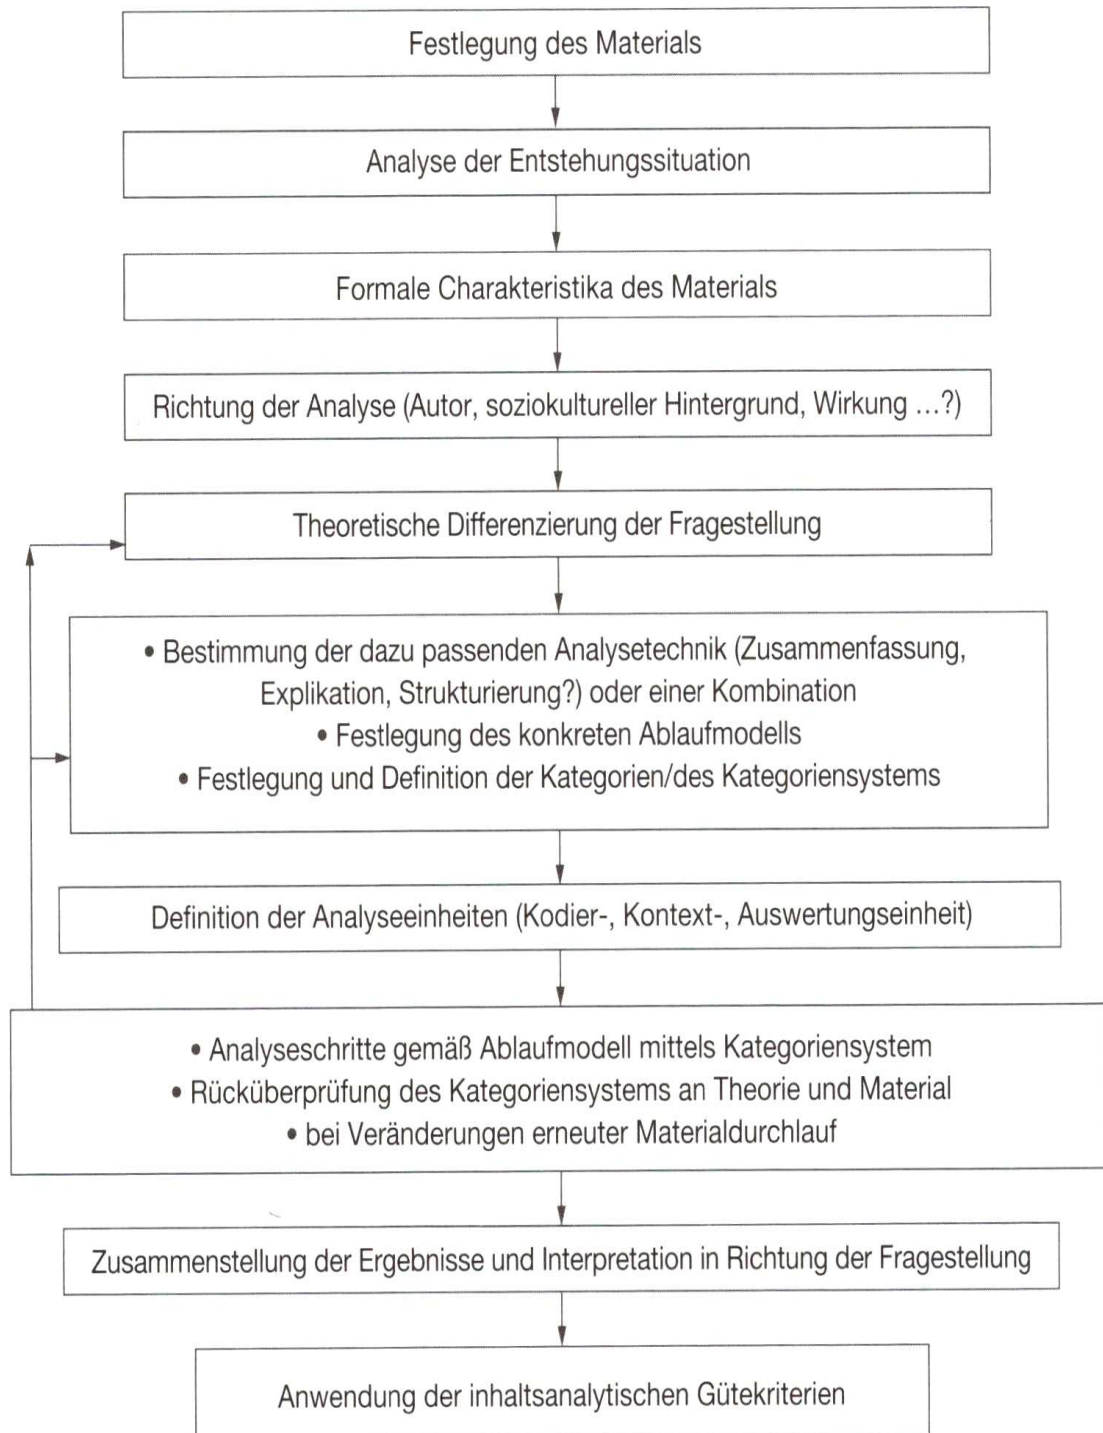 Festlegung des Materials
Analyse der Entstehungssituation
Formale Charakteristika des Materials
Richtung der Analyse (Autor, soziokultureller Hintergrund, Wirkung ...?)
Theoretische Differenzierung der Fragestellung
• Bestimmung der dazu passenden Analysetechnik (Zusammenfassung,
Explikation, Strukturierung?) oder einer Kombination
• Festlegung des konkreten Ablaufmodells
• Festlegung und Definition der Kategorien/des Kategoriensystems
Definition der Analyseeinheiten (Kodier-, Kontext-, Auswertungseinheit)
• Analyseschritte gemäß Ablaufmodell mittels Kategoriensystem
• Rücküberprüfung des Kategoriensystems an Theorie und Material
• bei Veränderungen erneuter Materialdurchlauf
Zusammenstellung der Ergebnisse und Interpretation in Richtung der Fragestellung
Anwendung der inhaltsanalytischen Gütekriterien